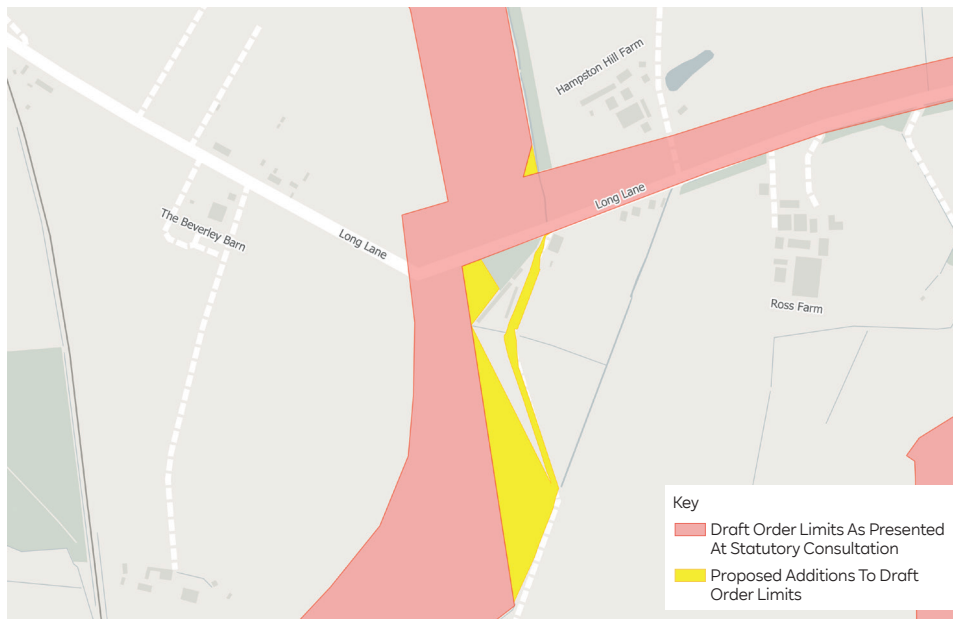 Hampston Hill Farm
Long Lane
The Beverley Barn
Long Lane
Ross Farm
Key
Draft Order Limits As Presented
At Statutory Consultation
Proposed Additions To Draft
Order Limits